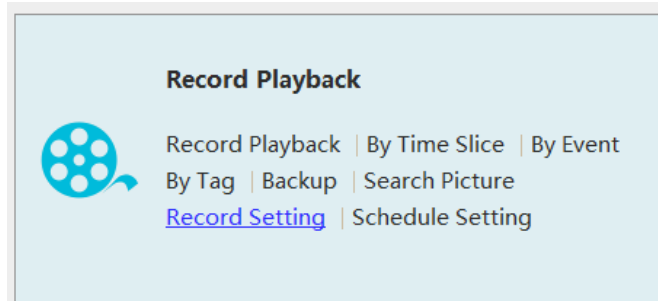 Record Playback
Record Playback | By Time Slice | By Event
By Tag | Backup | Search Picture
Record Setting | Schedule Setting